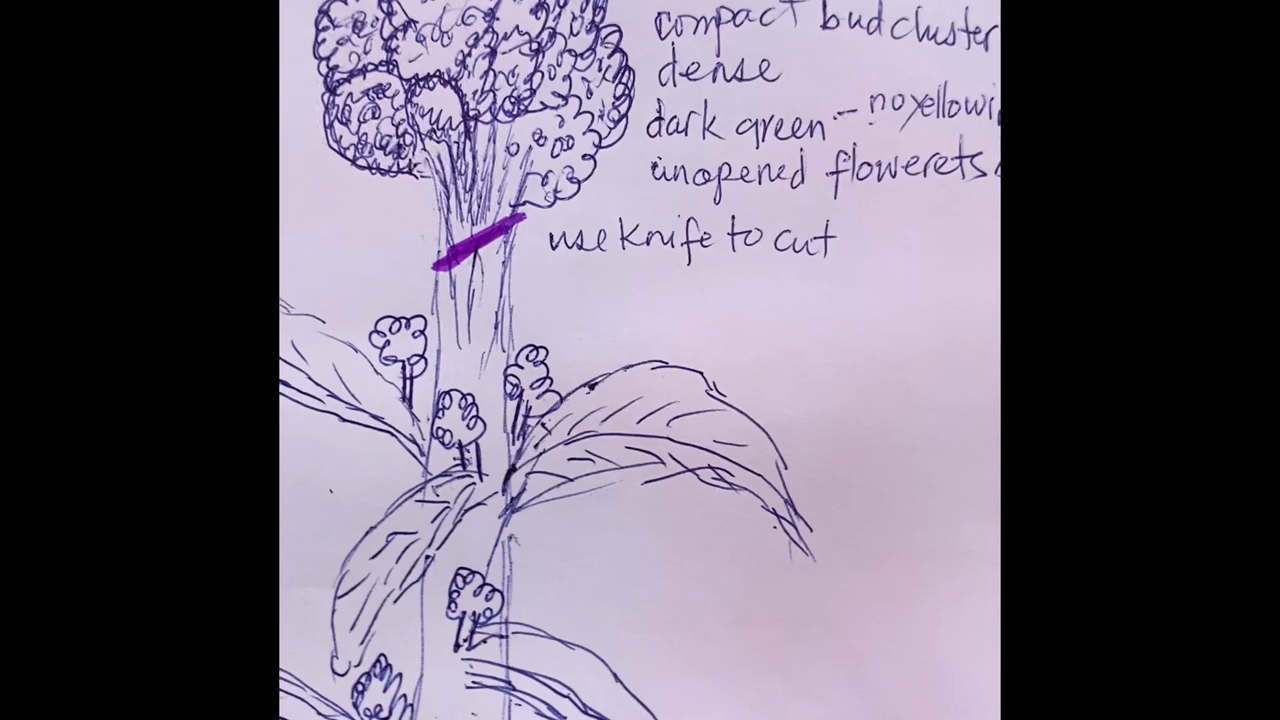 compact bud cluster
dense
dark green - no yellowi
unopened flowerets
use knife to cut